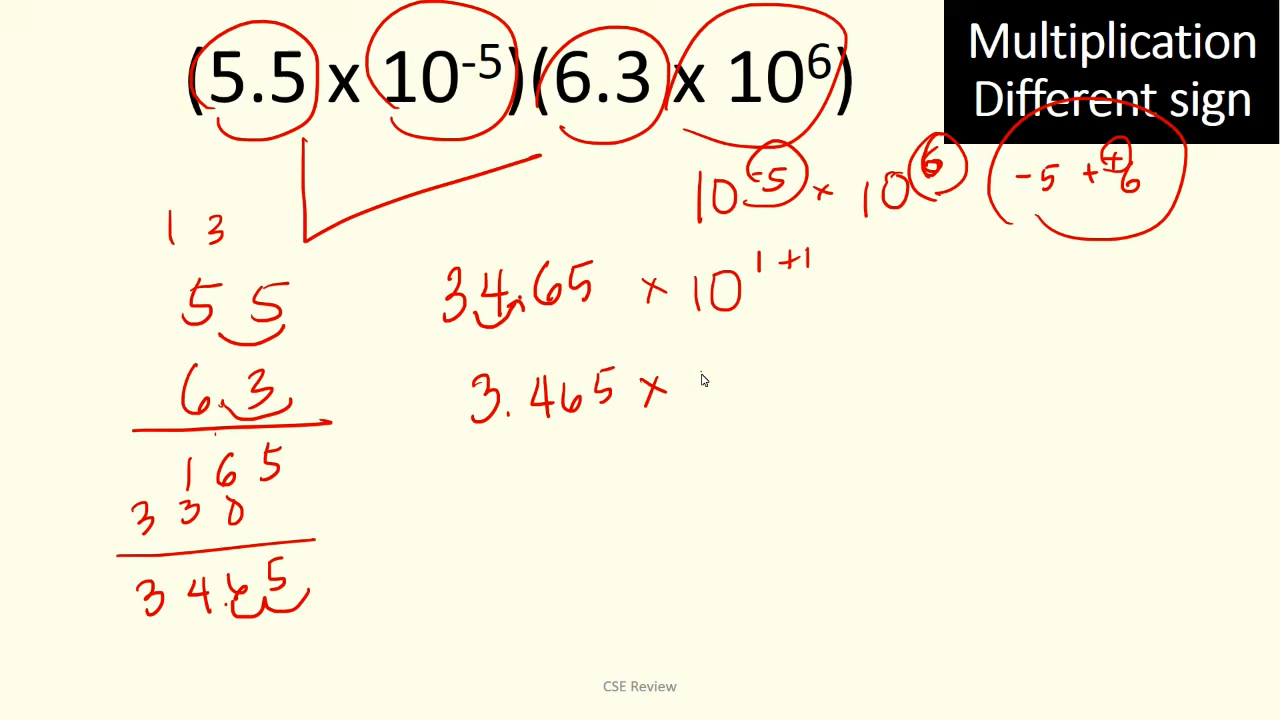 (5.5 x 10⁻⁵)(6.3 x 10⁶)
Multiplication
Different sign
10⁻⁵ × 10⁶
-5 + +6
1 3
5 5
6.3
1 6 5
3 3 0
3 4.6 5
34.65 × 10¹⁺¹
3.465 ×
CSE Review